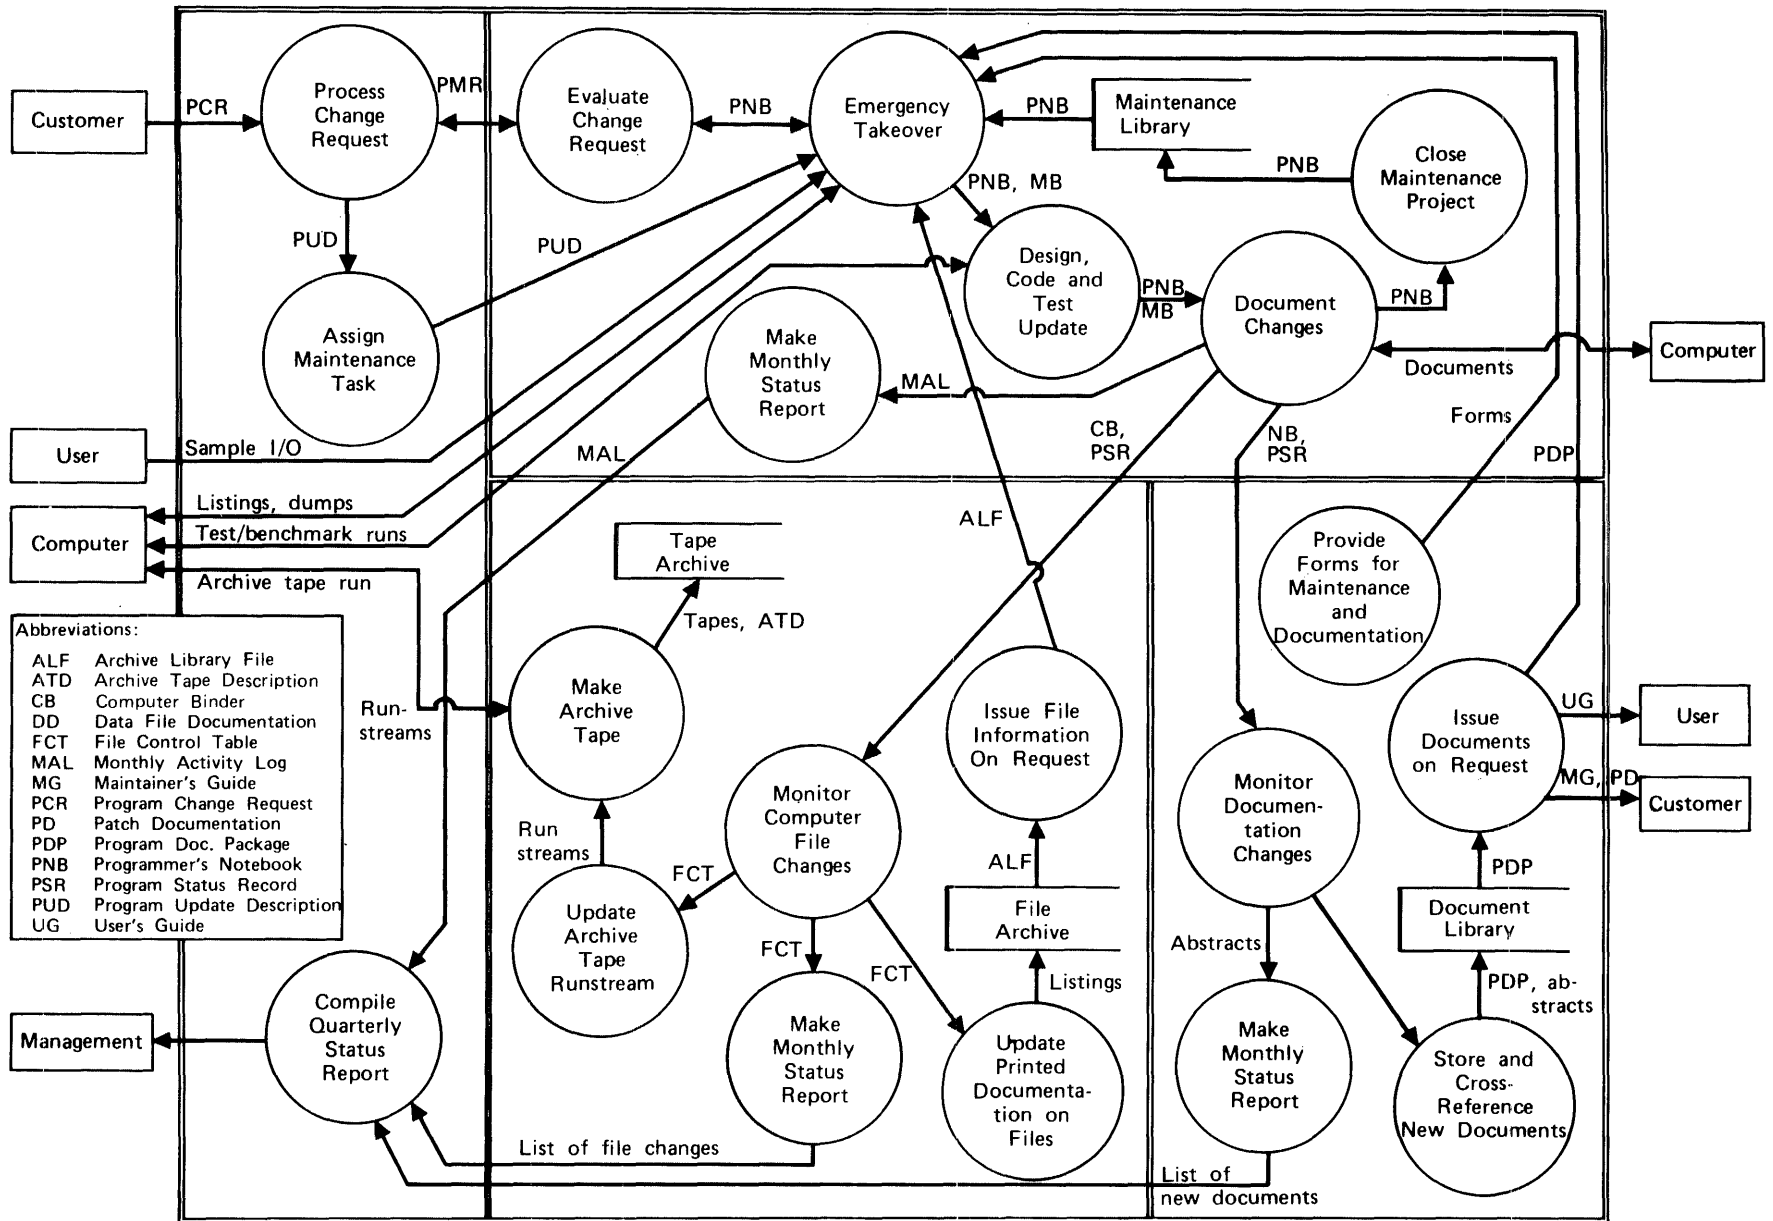 Customer
PCR
Process
Change
Request
PMR
Evaluate
Change
Request
PNB
Emergency
Takeover
PNB
Maintenance
Library
PNB
Close
Maintenance
Project
PUD
PUD
PNB, MB
Assign
Maintenance
Task
Make
Monthly
Status
Report
Design,
Code and
Test
Update
PNB
MB
Document
Changes
PNB
Documents
Computer
MAL
Forms
CB,
PSR
NB,
PSR
PDP
User
Sample I/O
MAL
Computer
Listings, dumps
Test/benchmark runs
Archive tape run
Tape
Archive
ALF
Provide
Forms for
Maintenance
and
Documentation
Tapes, ATD
Abbreviations:
ALF Archive Library File
ATD Archive Tape Description
CB Computer Binder
DD Data File Documentation
FCT File Control Table
MAL Monthly Activity Log
MG Maintainer's Guide
PCR Program Change Request
PD Patch Documentation
PDP Program Doc. Package
PNB Programmer's Notebook
PSR Program Status Record
PUD Program Update Description
UG User's Guide
Run-
streams
Make
Archive
Tape
Issue File
Information
On Request
Issue
Documents
on Request
UG
User
MG, PD
Customer
Monitor
Computer
File
Changes
Monitor
Documen-
tation
Changes
Run
streams
FCT
ALF
PDP
Update
Archive
Tape
Runstream
FCT
FCT
File
Archive
Abstracts
Document
Library
Listings
PDP, ab-
stracts
Management
Compile
Quarterly
Status
Report
Make
Monthly
Status
Report
Update
Printed
Documenta-
tion on
Files
Make
Monthly
Status
Report
Store and
Cross-
Reference
New Documents
List of file changes
List of
new documents